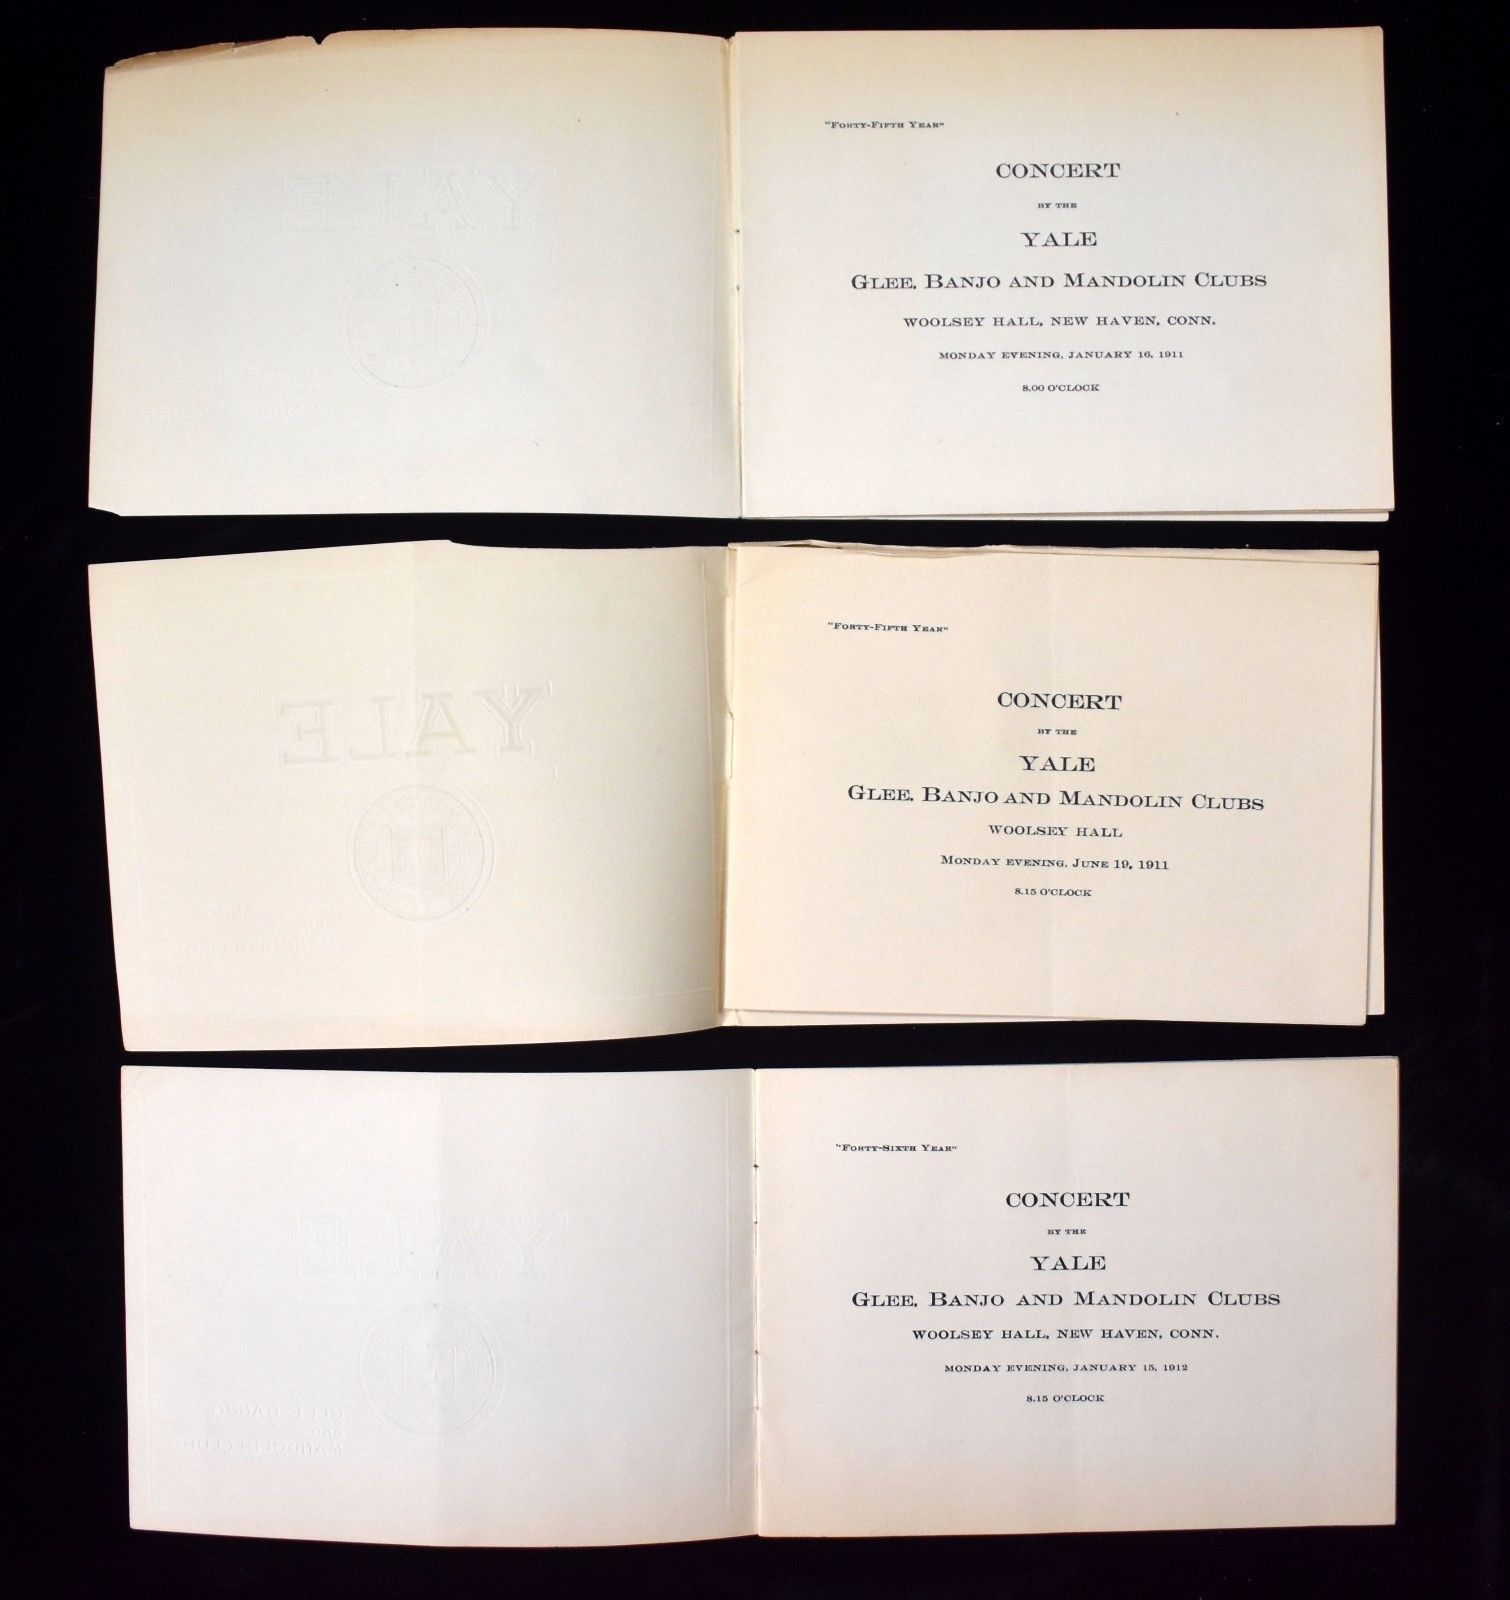 "Forty-Fifth Year"
CONCERT
BY THE
YALE
Glee, Banjo and Mandolin Clubs
WOOLSEY HALL, NEW HAVEN, CONN.
MONDAY EVENING, JANUARY 16, 1911
8.00 O'CLOCK
YALE
"Forty-Fifth Year"
CONCERT
BY THE
YALE
Glee, Banjo and Mandolin Clubs
WOOLSEY HALL
Monday evening, June 19, 1911
8.15 O'CLOCK
YALE
"Forty-Sixth Year"
CONCERT
BY THE
YALE
Glee, Banjo and Mandolin Clubs
WOOLSEY HALL, NEW HAVEN, CONN.
MONDAY EVENING, JANUARY 15, 1912
8.15 O'CLOCK
YALE